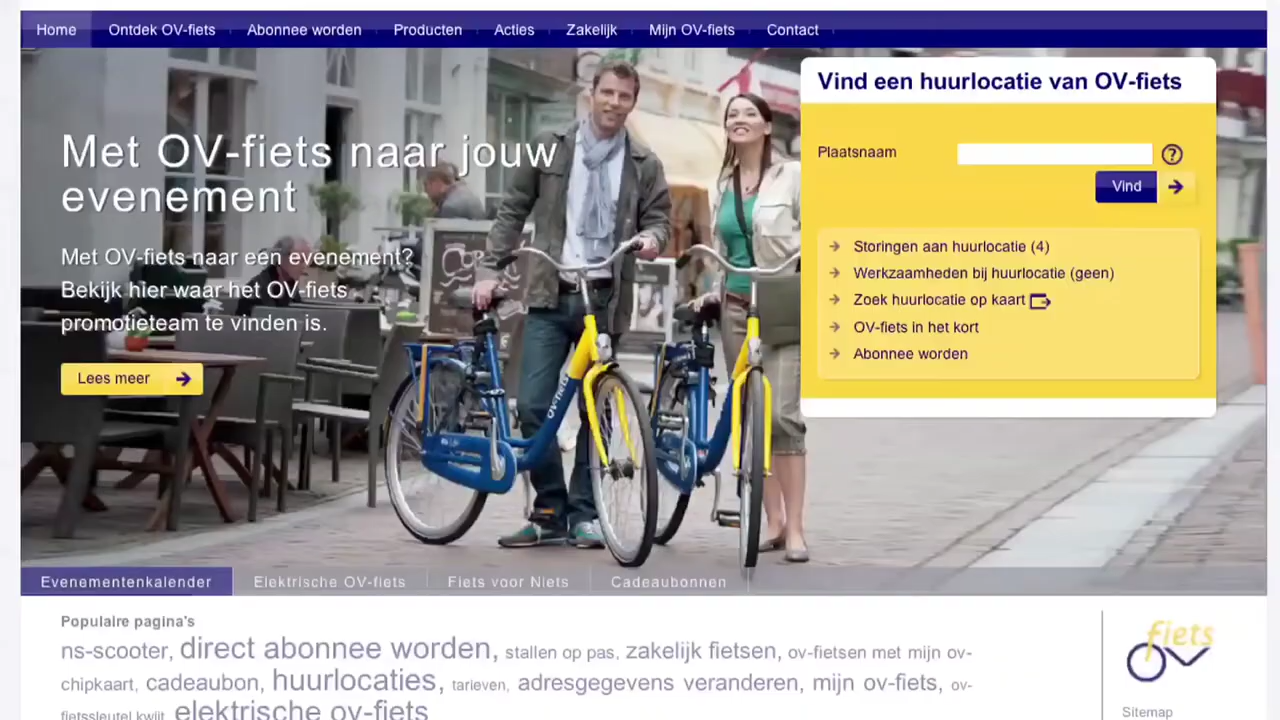 Home Ontdek OV-fiets Abonnee worden Producten Acties Zakelijk Mijn OV-fiets Contact
Vind een huurlocatie van OV-fiets
Plaatsnaam ?
Vind
Storingen aan huurlocatie (4)
Werkzaamheden bij huurlocatie (geen)
Zoek huurlocatie op kaart
OV-fiets in het kort
Abonnee worden
Met OV-fiets naar jouw
evenement
Met OV-fiets naar een evenement?
Bekijk hier waar het OV-fiets
promotieteam te vinden is.
Lees meer
OV-fiets
Evenementenkalender Elektrische OV-fiets Fiets voor Niets Cadeaubonnen
Populaire pagina's
ns-scooter, direct abonnee worden, stallen op pas, zakelijk fietsen, ov-fietsen met mijn ov-
chipkaart, cadeaubon, huurlocaties, tarieven, adresgegevens veranderen, mijn ov-fiets, ov-
fietssleutel kwijt, elektrische ov-fiets
fiets
OV
Sitemap